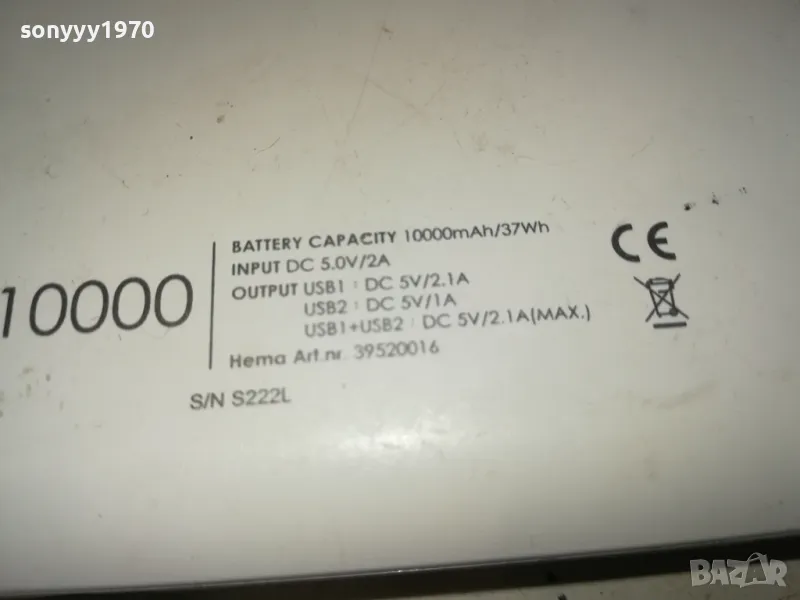 sonyyy1970
10000
BATTERY CAPACITY 10000mAh/37Wh
INPUT DC 5.0V/2A
OUTPUT USB1 : DC 5V/2.1A
USB2 : DC 5V/1A
USB1+USB2 : DC 5V/2.1A(MAX.)
Hema Art.nr. 39520016
S/N S222L
CE
BAZAR